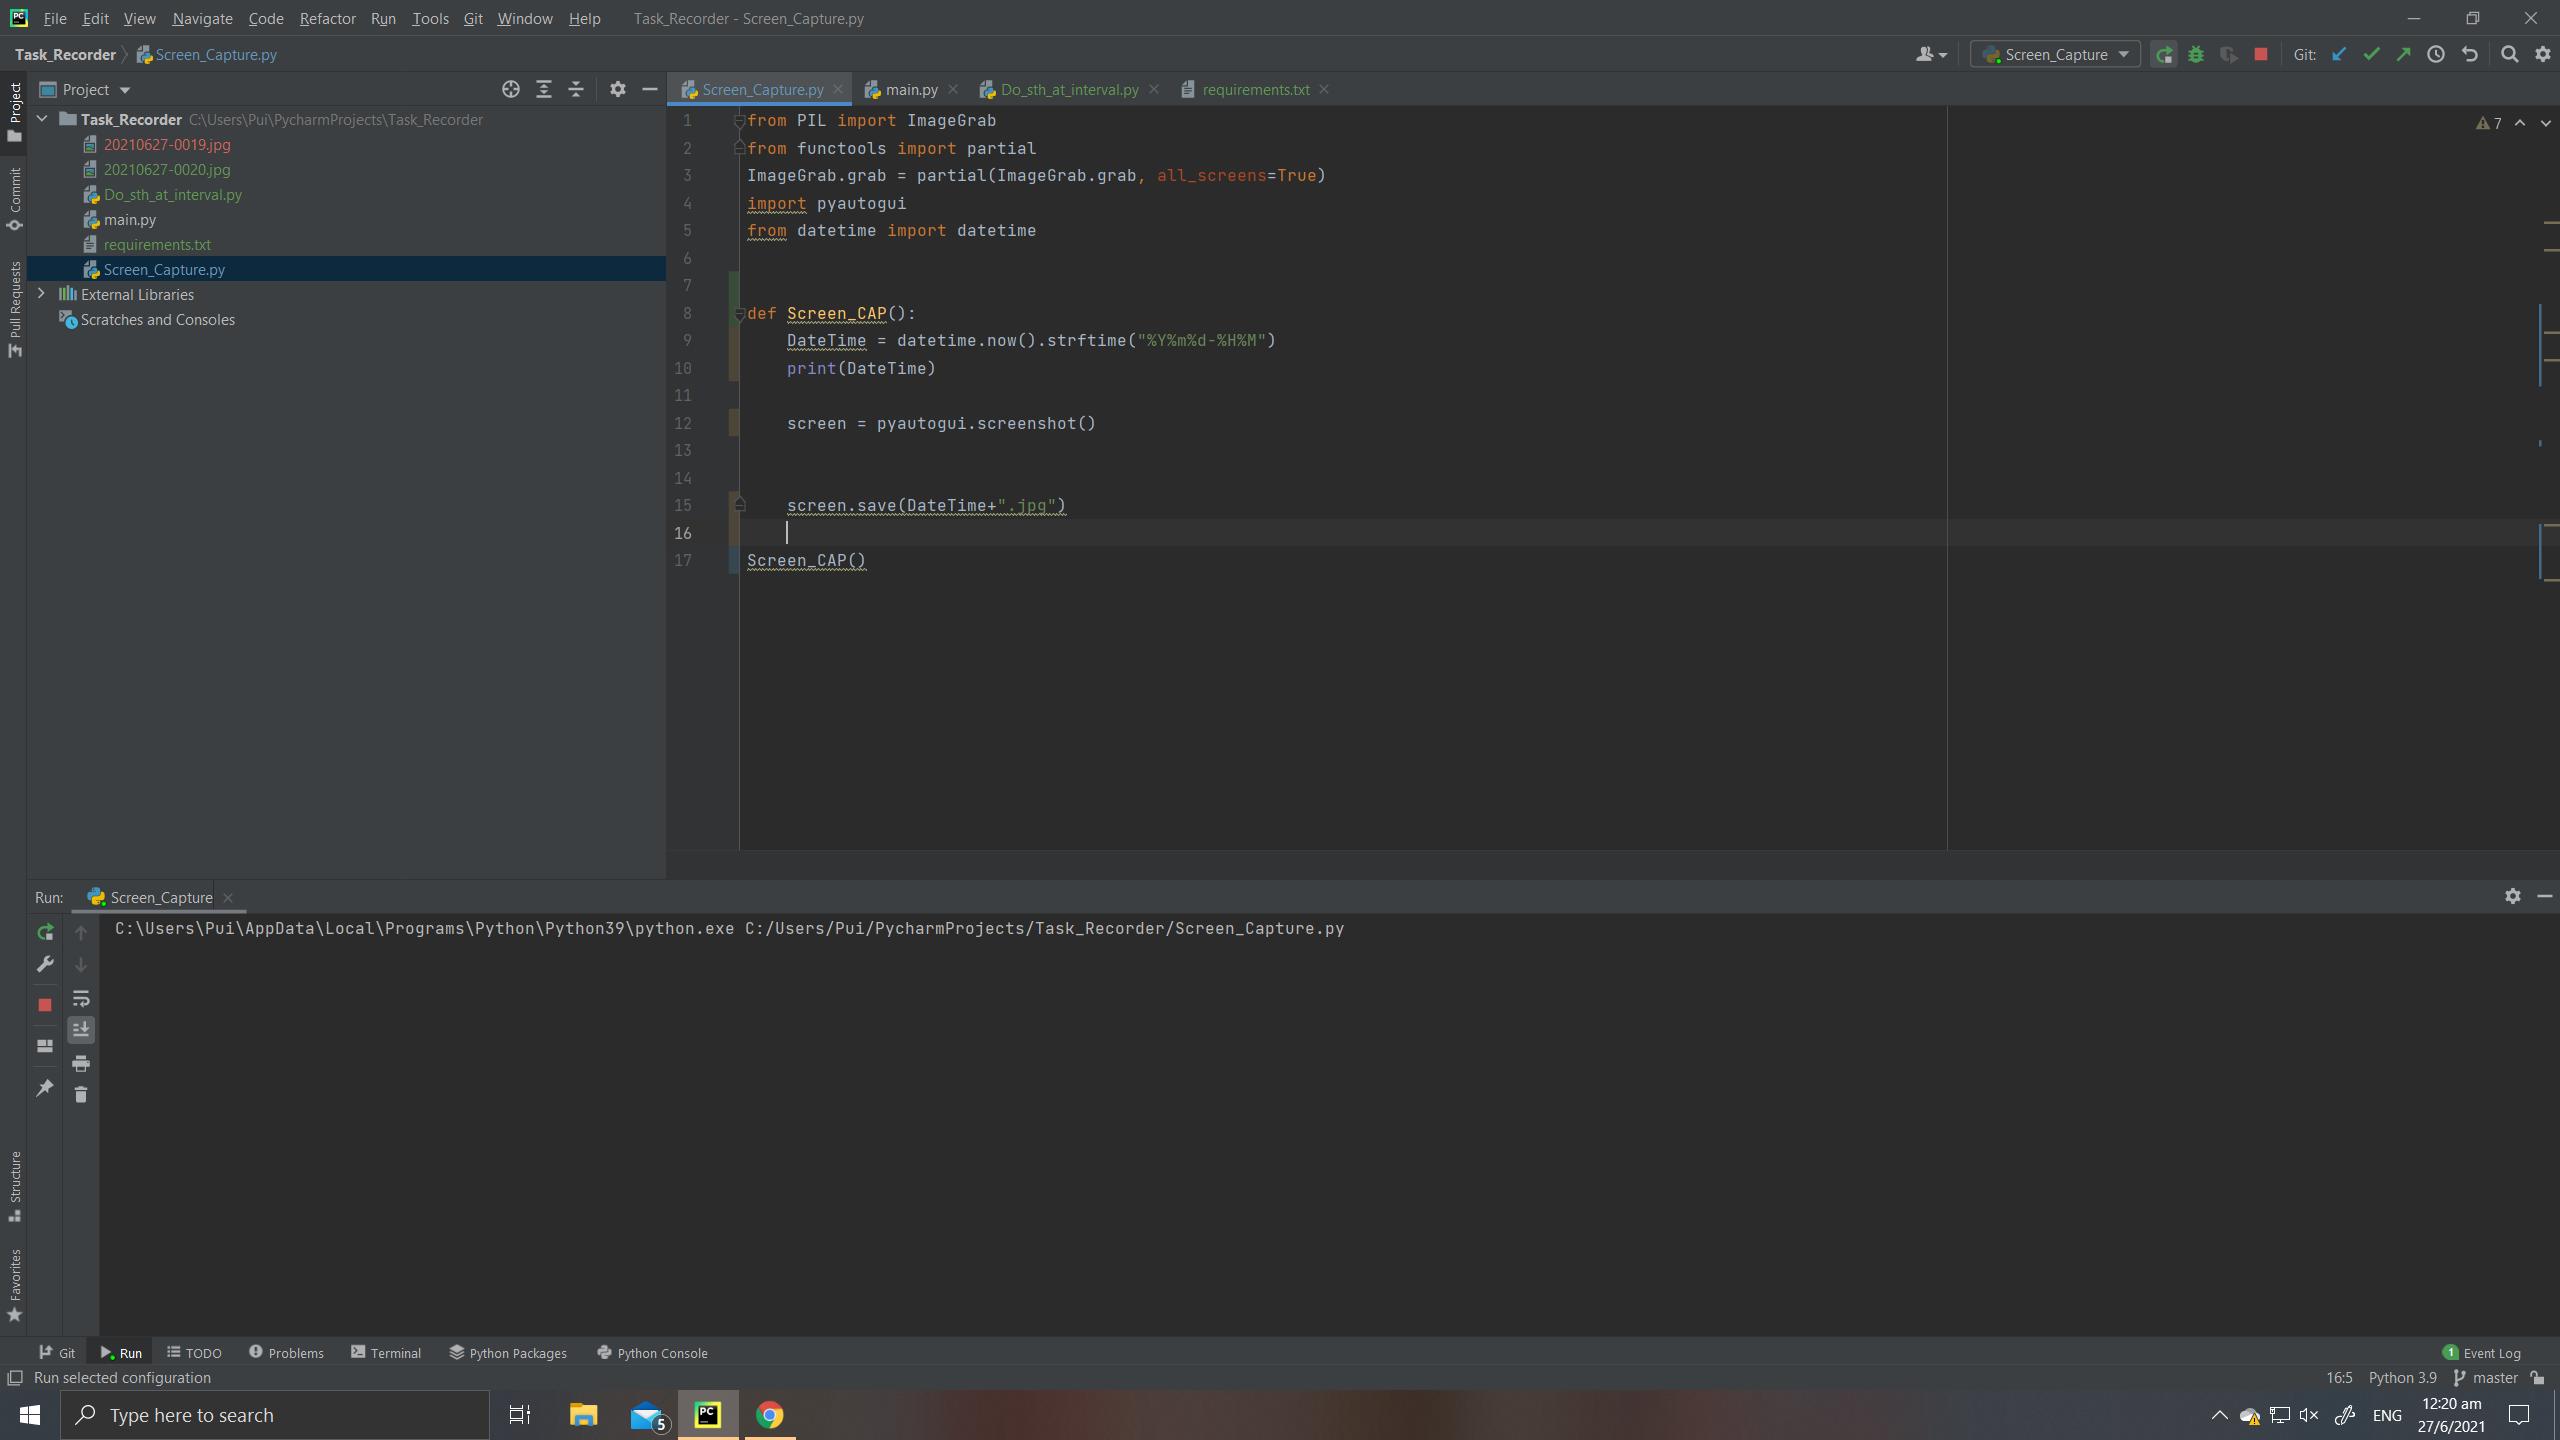 File Edit View Navigate Code Refactor Run Tools Git Window Help Task_Recorder - Screen_Capture.py
Task_Recorder Screen_Capture.py Screen_Capture Git:
Project Screen_Capture.py main.py Do_sth_at_interval.py requirements.txt
Task_Recorder C:\Users\Pui\PycharmProjects\Task_Recorder
20210627-0019.jpg
20210627-0020.jpg
Do_sth_at_interval.py
main.py
requirements.txt
Screen_Capture.py
External Libraries
Scratches and Consoles
Project
Commit
Pull Requests
Structure
Favorites
7
1 from PIL import ImageGrab
2 from functools import partial
3 ImageGrab.grab = partial(ImageGrab.grab, all_screens=True)
4 import pyautogui
5 from datetime import datetime
6
7
8 def Screen_CAP():
9 DateTime = datetime.now().strftime("%Y%m%d-%H%M")
10 print(DateTime)
11
12 screen = pyautogui.screenshot()
13
14
15 screen.save(DateTime+".jpg")
16
17 Screen_CAP()
Run: Screen_Capture
C:\Users\Pui\AppData\Local\Programs\Python\Python39\python.exe C:/Users/Pui/PycharmProjects/Task_Recorder/Screen_Capture.py
Git Run TODO Problems Terminal Python Packages Python Console 1 Event Log
Run selected configuration 16:5 Python 3.9 master
Type here to search 5 PC ENG 12:20 am
27/6/2021